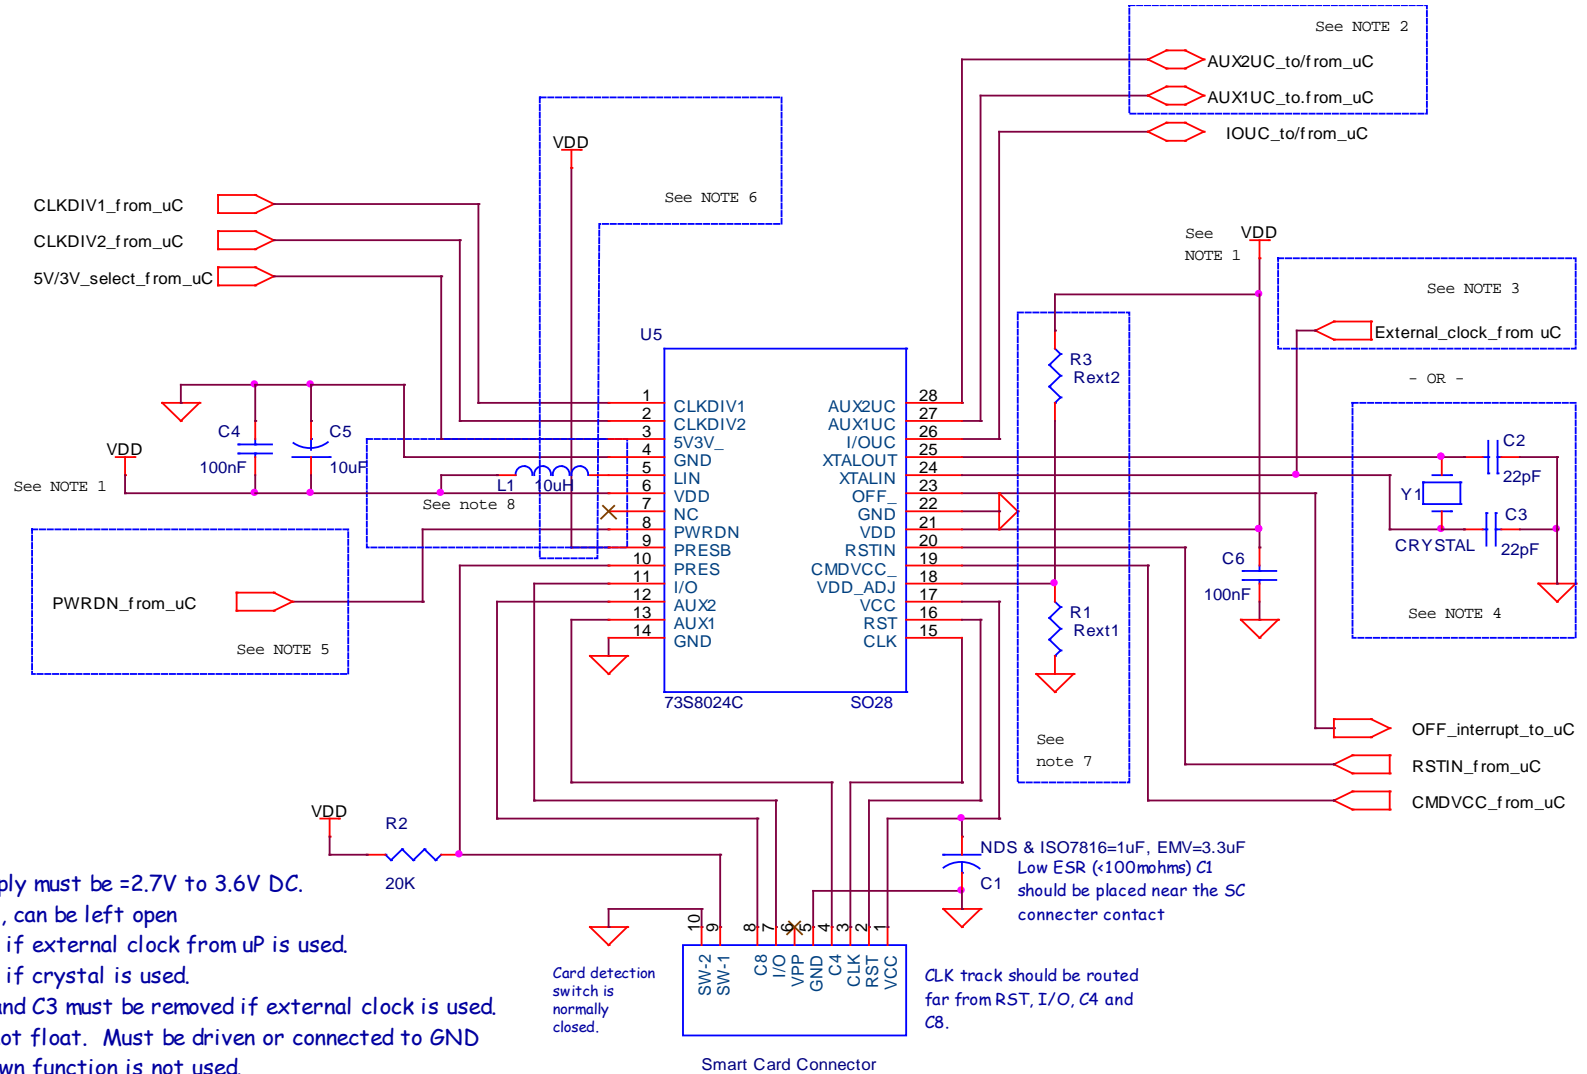 See NOTE 2
AUX2UC_to/from_uC
AUX1UC_to.from_uC
IOUC_to/from_uC
VDD
See NOTE 6
CLKDIV1_from_uC
CLKDIV2_from_uC
5V/3V_select_from_uC
See
NOTE 1
VDD
See NOTE 3
External_clock_from uC
- OR -
U5
R3
Rext2
1
2
3
4
5
6
7
8
9
10
11
12
13
14
CLKDIV1
CLKDIV2
5V3V_
GND
LIN
VDD
NC
PWRDN
PRESB
PRES
I/O
AUX2
AUX1
GND
AUX2UC
AUX1UC
I/OUC
XTALOUT
XTALIN
OFF_
GND
VDD
RSTIN
CMDVCC_
VDD_ADJ
VCC
RST
CLK
28
27
26
25
24
23
22
21
20
19
18
17
16
15
73S8024C
SO28
C4
100nF
C5
10uF
VDD
See NOTE 1
L1
10uH
See note 8
PWRDN_from_uC
See NOTE 5
C2
22pF
Y1
C3
22pF
CRYSTAL
See NOTE 4
C6
100nF
R1
Rext1
See
note 7
OFF_interrupt_to_uC
RSTIN_from_uC
CMDVCC_from_uC
VDD
R2
20K
NDS & ISO7816=1uF, EMV=3.3uF
C1
Low ESR (<100mohms) C1
should be placed near the SC
connecter contact
ply must be =2.7V to 3.6V DC.
, can be left open
if external clock from uP is used.
if crystal is used.
and C3 must be removed if external clock is used.
ot float. Must be driven or connected to GND
wn function is not used.
Card detection
switch is
normally
closed.
10
9
8
7
6
5
4
3
2
1
SW-2
SW-1
C8
I/O
VPP
GND
C4
CLK
RST
VCC
CLK track should be routed
far from RST, I/O, C4 and
C8.
Smart Card Connector